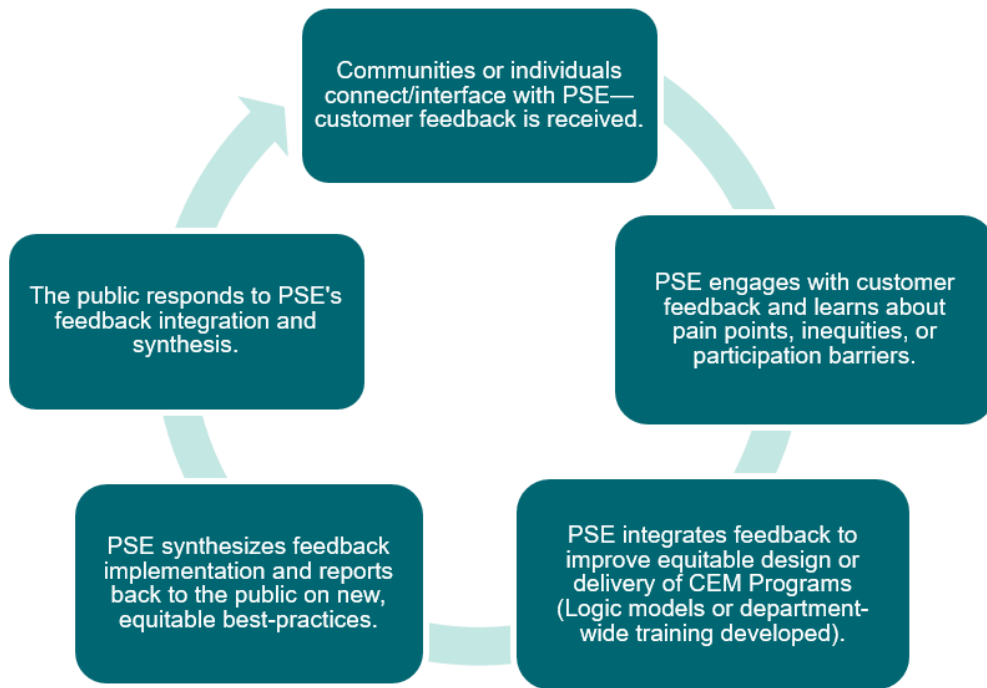 Communities or individuals
connect/interface with PSE—
customer feedback is received.
PSE engages with customer
feedback and learns about
pain points, inequities, or
participation barriers.
PSE integrates feedback to
improve equitable design or
delivery of CEM Programs
(Logic models or department-
wide training developed).
PSE synthesizes feedback
implementation and reports
back to the public on new,
equitable best-practices.
The public responds to PSE's
feedback integration and
synthesis.